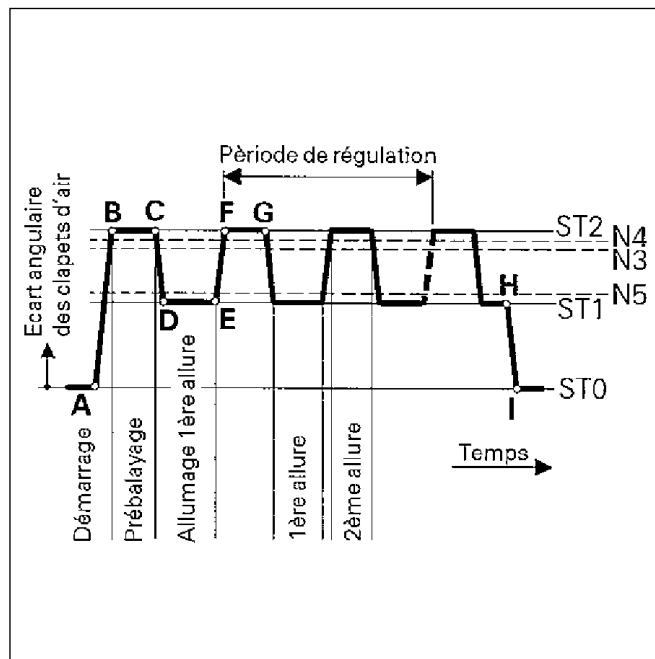 Pèriode de régulation
Ecart angulaire
des clapets d'air
B
C
F
G
ST2
N4
N3
H
N5
D
E
ST1
A
I
ST0
Démarrage
Prébalayage
Allumage 1ère allure
1ère allure
2ème allure
Temps